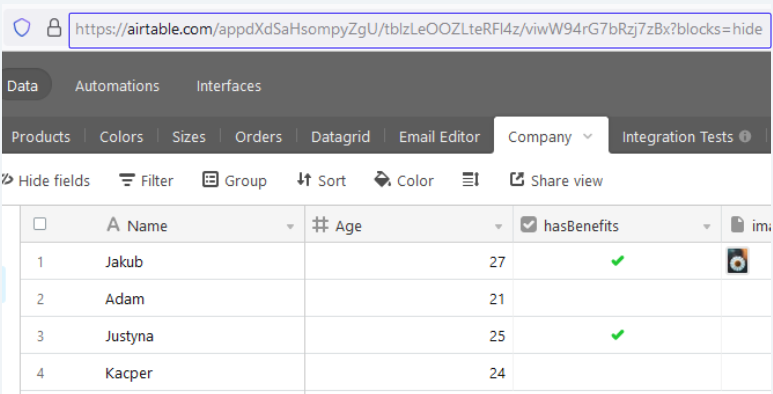 https://airtable.com/appdXdSaHsompyZgU/tblzLeOOZLteRFl4z/viwW94rG7bRzj7zBx?blocks=hide
Data Automations Interfaces
Products Colors Sizes Orders Datagrid Email Editor Company Integration Tests
Hide fields Filter Group Sort Color Share view
Name Age hasBenefits ima
1 Jakub 27
2 Adam 21
3 Justyna 25
4 Kacper 24